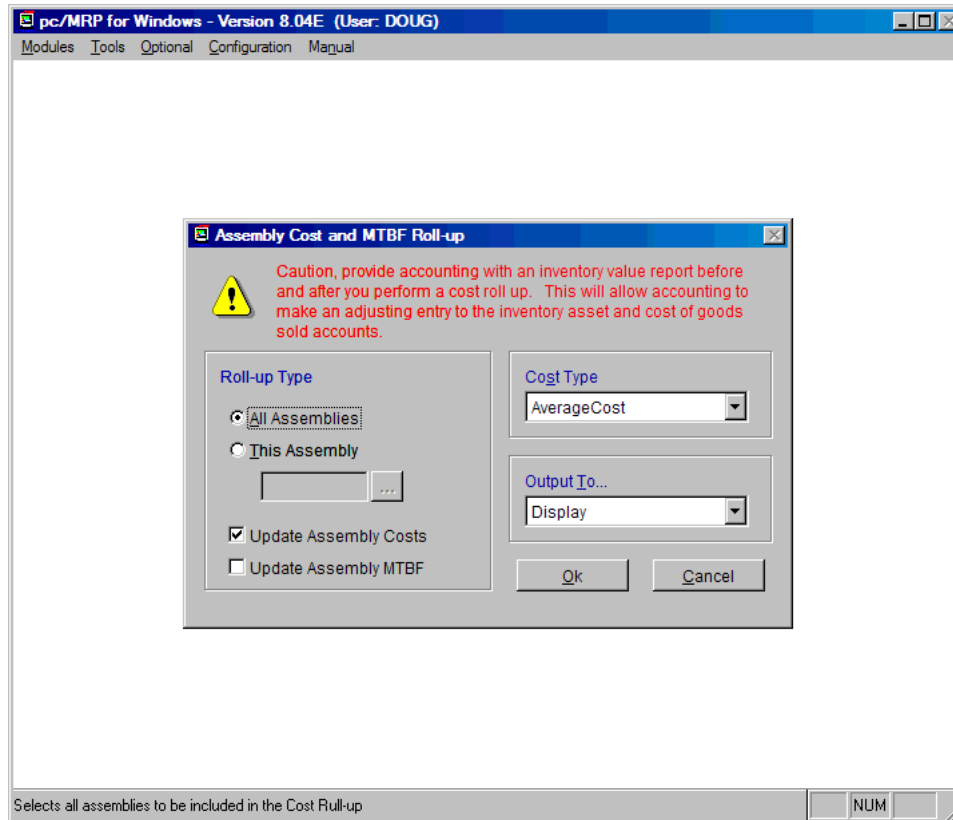 pc/MRP for Windows - Version 8.04E (User: DOUG)
Modules Tools Optional Configuration Manual
Assembly Cost and MTBF Roll-up
Caution, provide accounting with an inventory value report before
and after you perform a cost roll up. This will allow accounting to
make an adjusting entry to the inventory asset and cost of goods
sold accounts.
Roll-up Type
All Assemblies
This Assembly
...
Update Assembly Costs
Update Assembly MTBF
Cost Type
AverageCost
Output To...
Display
Ok Cancel
Selects all assemblies to be included in the Cost Rull-up NUM